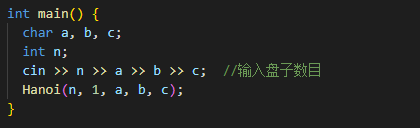 int main() {
char a, b, c;
int n;
cin >> n >> a >> b >> c;  //输入盘子数目
Hanoi(n, 1, a, b, c);
}